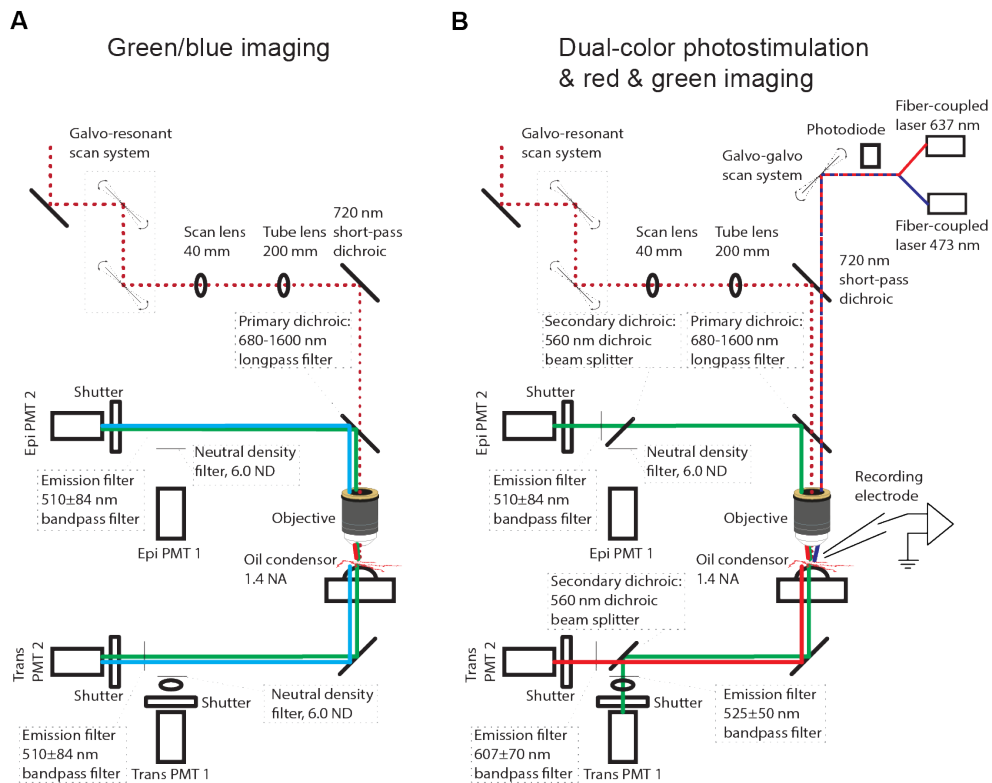 A
Green/blue imaging
Galvo-resonant
scan system
Scan lens
40 mm
Tube lens
200 mm
720 nm
short-pass
dichroic
Primary dichroic:
680-1600 nm
longpass filter
Shutter
Epi PMT 2
Neutral density
filter, 6.0 ND
Emission filter
510±84 nm
bandpass filter
Epi PMT 1
Objective
Oil condensor
1.4 NA
Trans
PMT 2
Shutter
Neutral density
filter, 6.0 ND
Shutter
Emission filter
510±84 nm
bandpass filter
Trans PMT 1
B
Dual-color photostimulation
& red & green imaging
Fiber-coupled
laser 637 nm
Photodiode
Galvo-galvo
scan system
Fiber-coupled
laser 473 nm
Galvo-resonant
scan system
Scan lens
40 mm
Tube lens
200 mm
720 nm
short-pass
dichroic
Secondary dichroic:
560 nm dichroic
beam splitter
Primary dichroic:
680-1600 nm
longpass filter
Shutter
Epi PMT 2
Neutral density
filter, 6.0 ND
Emission filter
510±84 nm
bandpass filter
Epi PMT 1
Recording
electrode
Objective
Oil condensor
1.4 NA
Secondary dichroic:
560 nm dichroic
beam splitter
Trans
PMT 2
Shutter
Shutter
Emission filter
525±50 nm
bandpass filter
Emission filter
607±70 nm
bandpass filter
Trans PMT 1